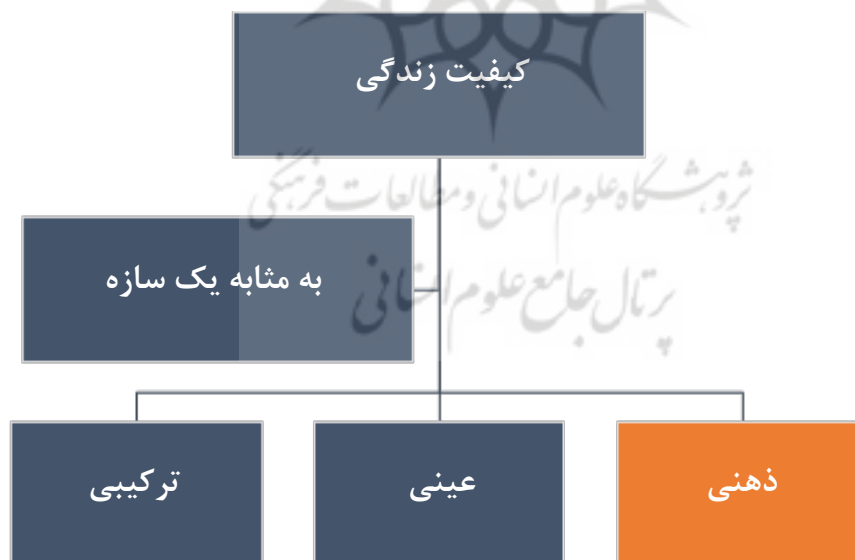 کیفیت زندگی
پژوهشگاه علوم انسانی و مطالعات فرهنگی
به مثابه یک سازه
پرتال جامع علوم انسانی
ذهنی
عینی
ترکیبی